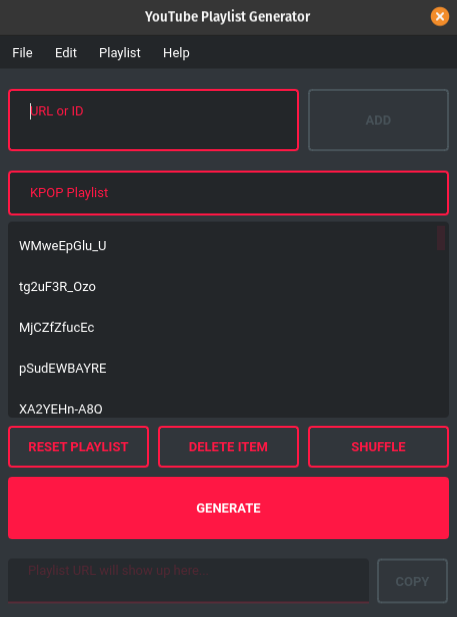 YouTube Playlist Generator
File Edit Playlist Help
URL or ID
ADD
KPOP Playlist
WMweEpGlu_U
tg2uF3R_Ozo
MjCZfZfucEc
pSudEWBAYRE
XA2YEHn-A8Q
RESET PLAYLIST DELETE ITEM SHUFFLE
GENERATE
Playlist URL will show up here...
COPY